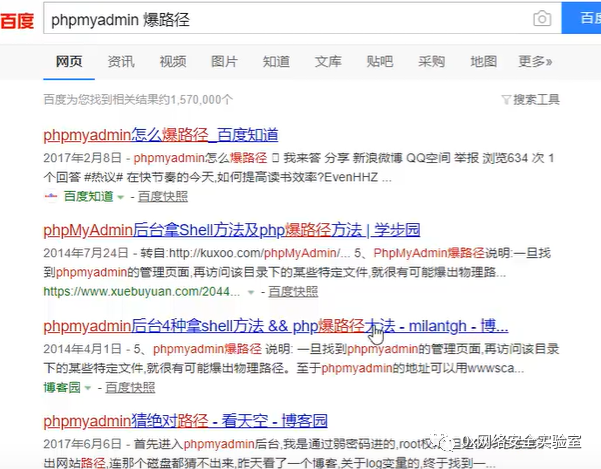 百度 phpmyadmin 爆路径 百度
网页 资讯 视频 图片 知道 文库 贴吧 采购 地图 更多»
百度为您找到相关结果约1,570,000个 搜索工具
phpmyadmin怎么爆路径_百度知道
2017年2月8日 - phpmyadmin怎么爆路径 我来答 分享 新浪微博 QQ空间 举报 浏览634 次 1
个回答 #热议# 在快节奏的今天,如何提高读书效率?EvenHHZ ...
百度知道 - 百度快照
phpMyAdmin后台拿Shell方法及php爆路径方法 | 学步园
2014年7月24日 - 转自:http://kuxoo.com/phpMyAdmin/... 5、PhpMyAdmin爆路径说明:一旦找
到phpmyadmin的管理页面,再访问该目录下的某些特定文件,就很有可能爆出物理路...
https://www.xuebuyuan.com/2044... - 百度快照
phpmyadmin后台4种拿shell方法 && php爆路径方法 - milantgh - 博...
2014年4月1日 - 5、phpmyadmin爆路径 说明: 一旦找到phpmyadmin的管理页面,再访问该目录
下的某些特定文件,就很有可能爆出物理路径。至于phpmyadmin的地址可以用wwwsca...
博客园 - 百度快照
phpmyadmin猜绝对路径 - 看天空 - 博客园
2017年6月6日 - 首先进入phpmyadmin后台,我是通过弱密码进的,root权
出网站路径,连那个磁盘都猜不出来,昨天看了一个博客,关于log变量的,终于找到一...
网络安全实验室